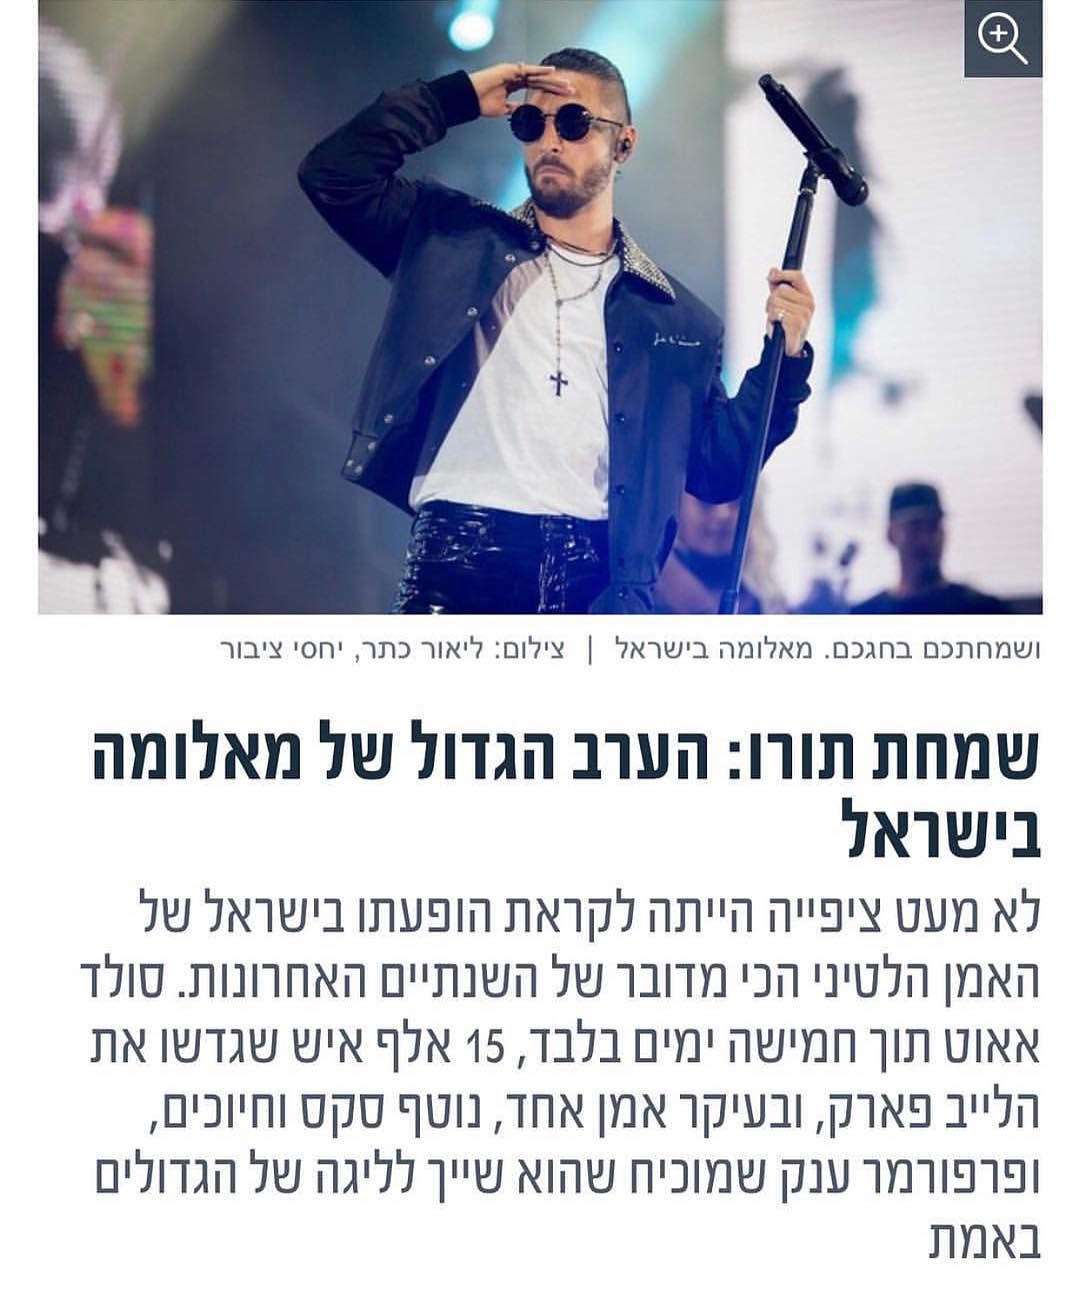 ושמחתכם בחגכם. מאלומה בישראל | צילום: ליאור כתר, יחסי ציבור
שמחת תורו: הערב הגדול של מאלומה
בישראל
לא מעט ציפייה הייתה לקראת הופעתו בישראל של
האמן הלטיני הכי מדובר של השנתיים האחרונות. סולד
אאוט תוך חמישה ימים בלבד, 15 אלף איש שגדשו את
הלייב פארק, ובעיקר אמן אחד, נוטף סקס וחיוכים,
ופרפורמר ענק שמוכיח שהוא שייך לליגה של הגדולים
באמת